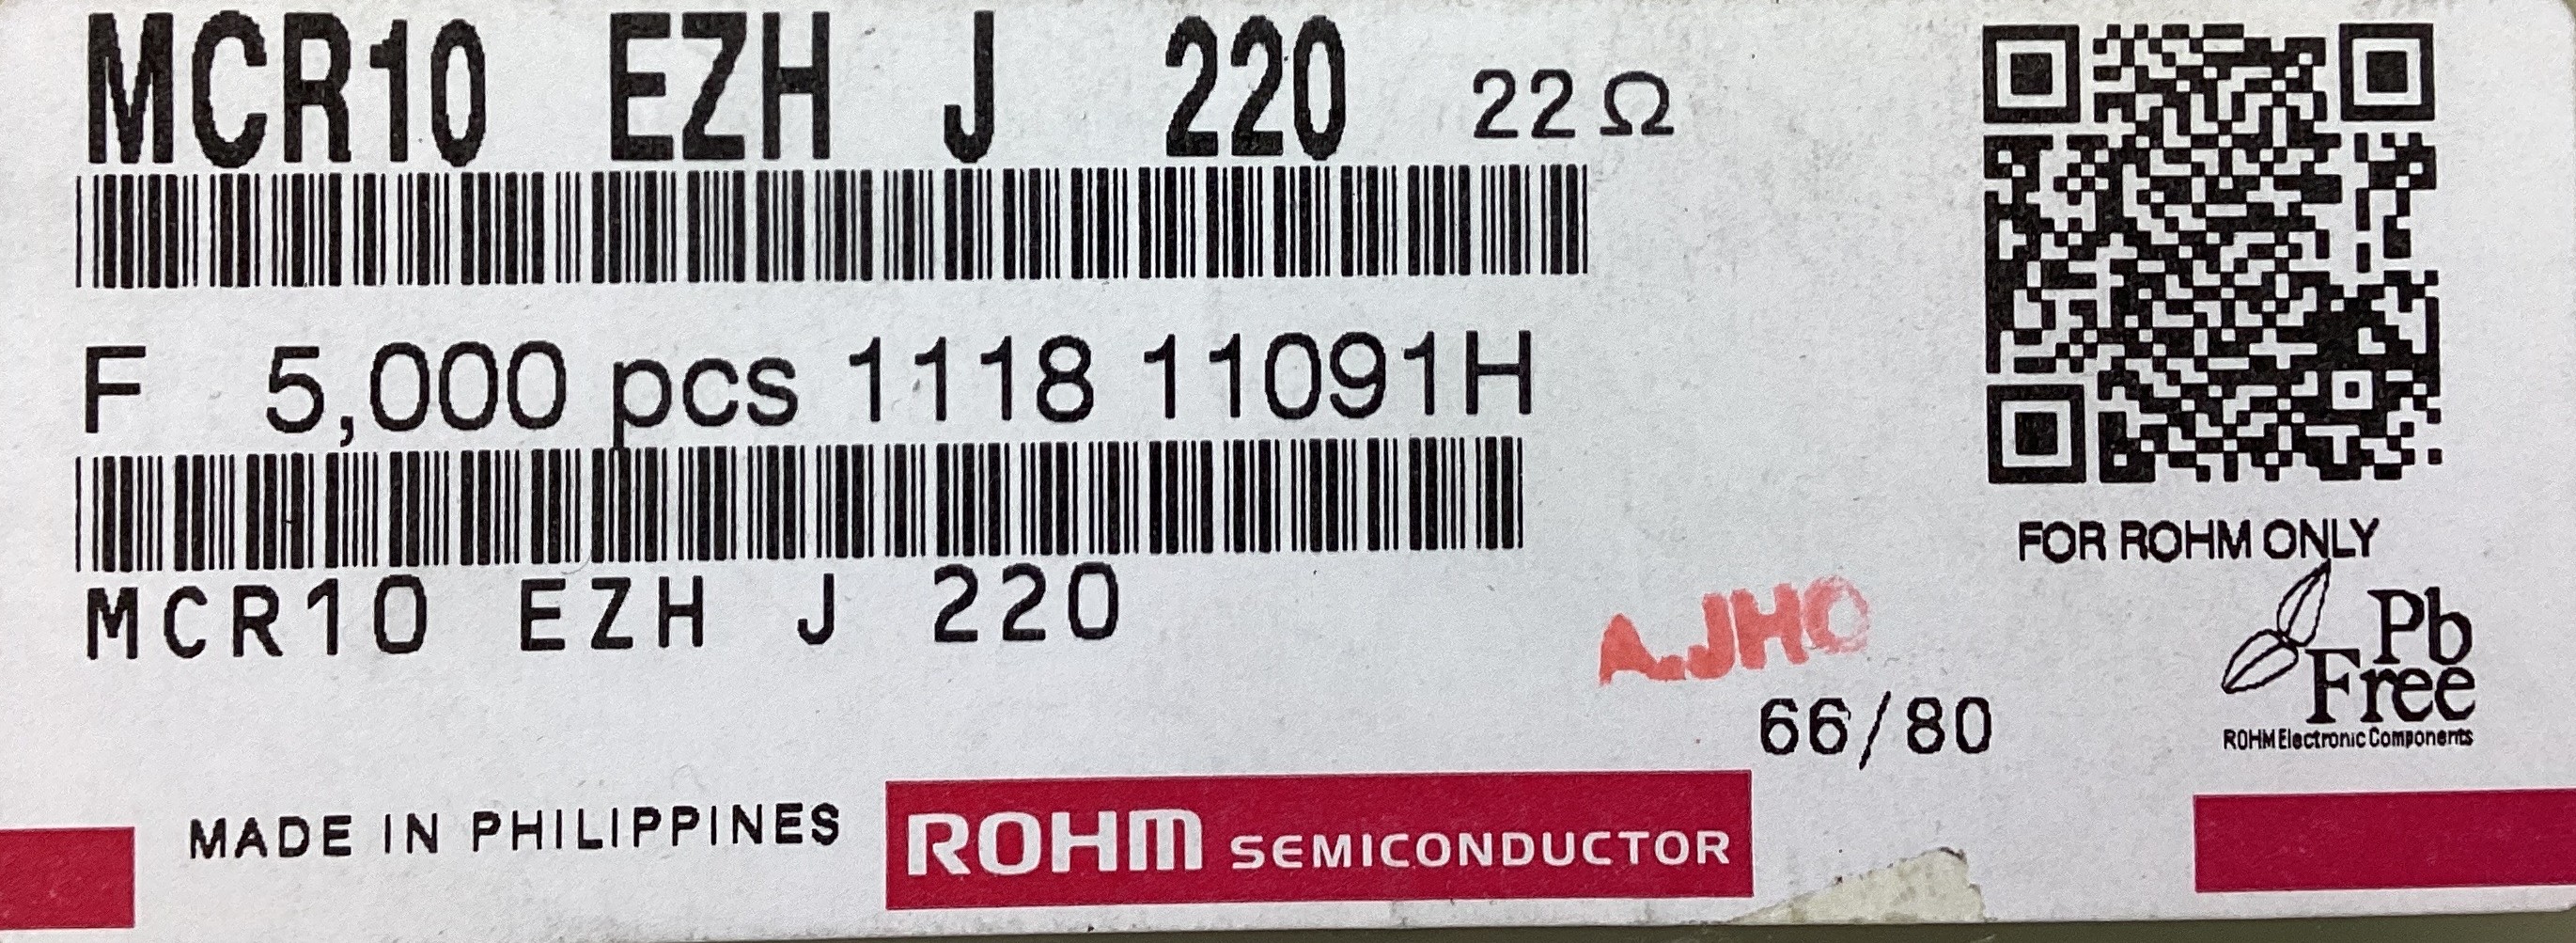 MCR10 EZH J 220 22Ω
F 5,000 pcs 1118 11091H
MCR10 EZH J 220
FOR ROHM ONLY
Pb
Free
ROHM Electronic Components
A.JHO
66/80
MADE IN PHILIPPINES
ROHM SEMICONDUCTOR